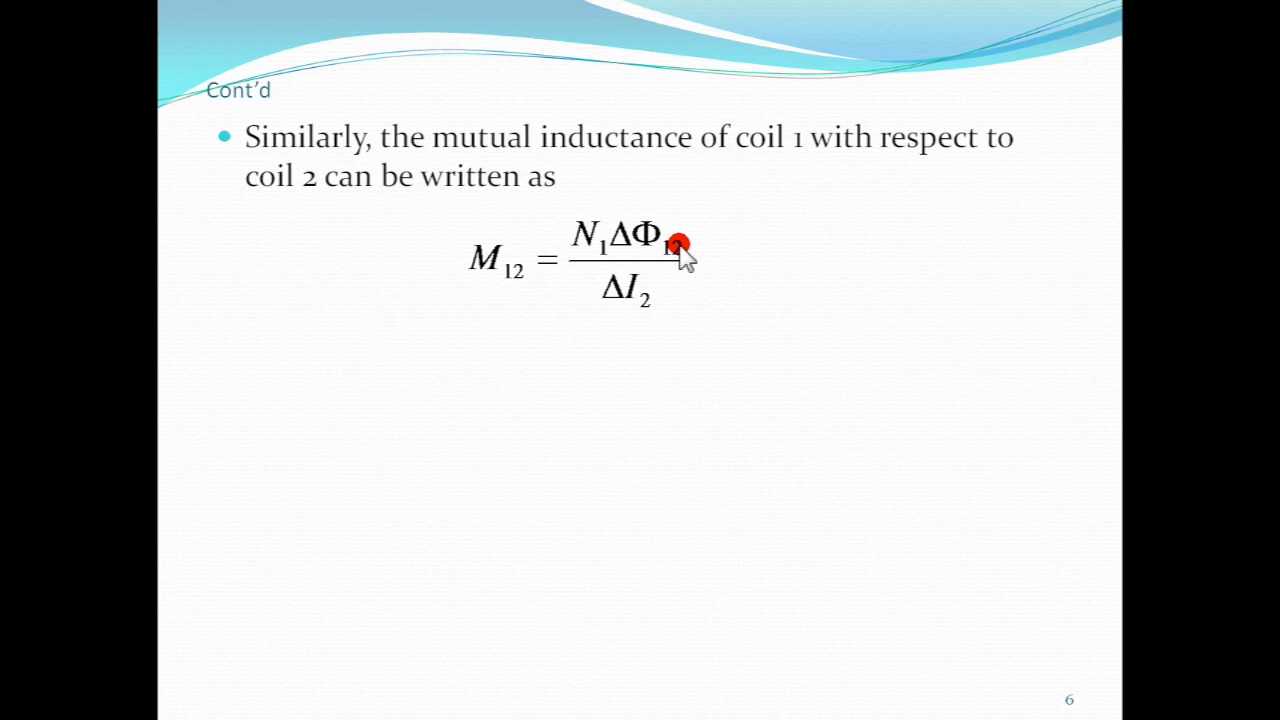 Cont'd
Similarly, the mutual inductance of coil 1 with respect to
coil 2 can be written as
M₁₂ = N₁ΔΦ₁₂ / ΔI₂
6